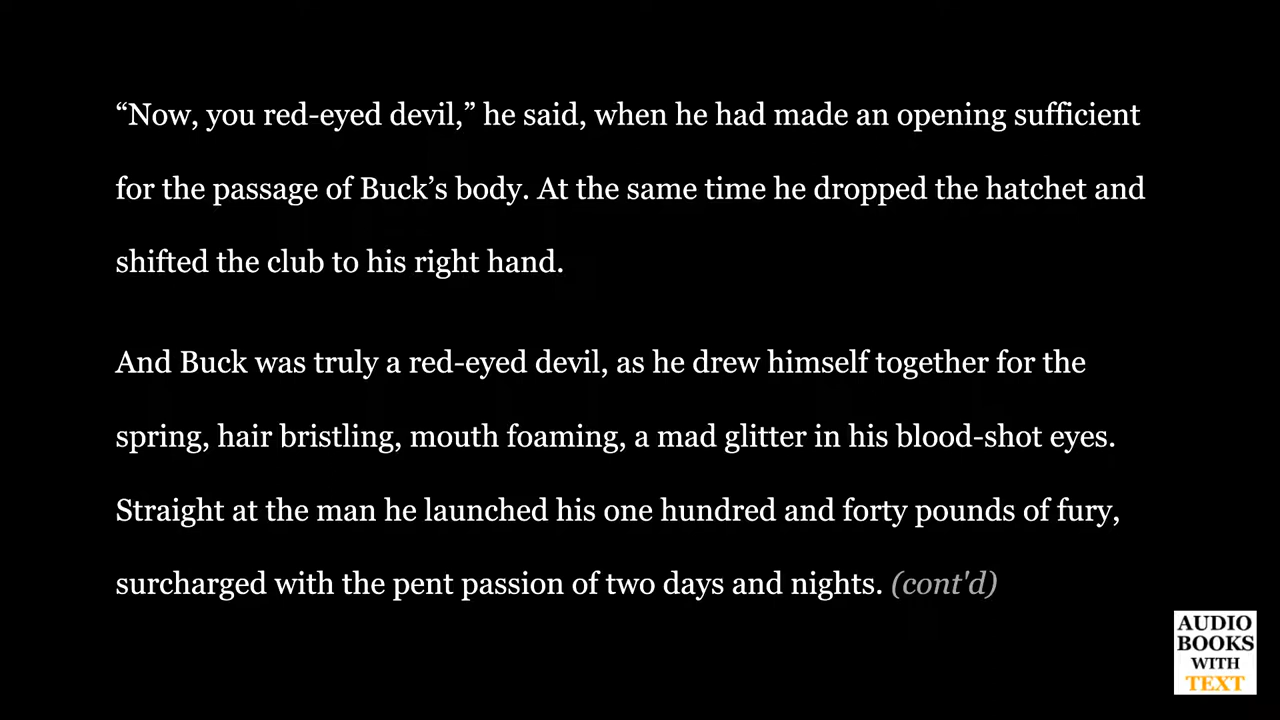 “Now, you red-eyed devil,” he said, when he had made an opening sufficient
for the passage of Buck’s body. At the same time he dropped the hatchet and
shifted the club to his right hand.
And Buck was truly a red-eyed devil, as he drew himself together for the
spring, hair bristling, mouth foaming, a mad glitter in his blood-shot eyes.
Straight at the man he launched his one hundred and forty pounds of fury,
surcharged with the pent passion of two days and nights. (cont'd)
AUDIO
BOOKS
WITH
TEXT